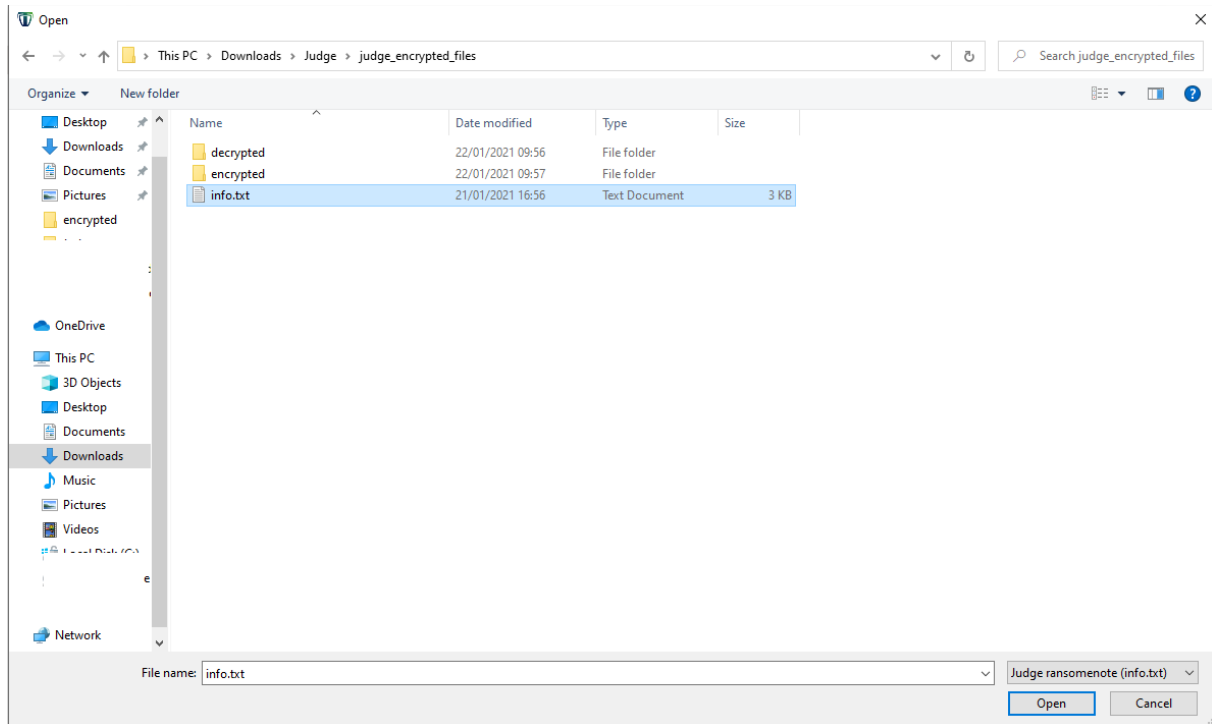 Open
This PC > Downloads > Judge > judge_encrypted_files
Search judge_encrypted_files
Organize
New folder
Name
Date modified
Type
Size
Desktop
Downloads
Documents
Pictures
encrypted
OneDrive
This PC
3D Objects
Desktop
Documents
Downloads
Music
Pictures
Videos
Local Disk (C:)
e
Network
decrypted 22/01/2021 09:56 File folder
encrypted 22/01/2021 09:57 File folder
info.txt 21/01/2021 16:56 Text Document 3 KB
File name: info.txt
Judge ransomenote (info.txt)
Open
Cancel